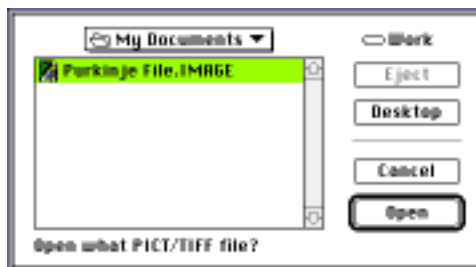 My Documents
Work
Purkinje File.IMAGE
Eject
Desktop
Cancel
Open
Open what PICT/TIFF file?